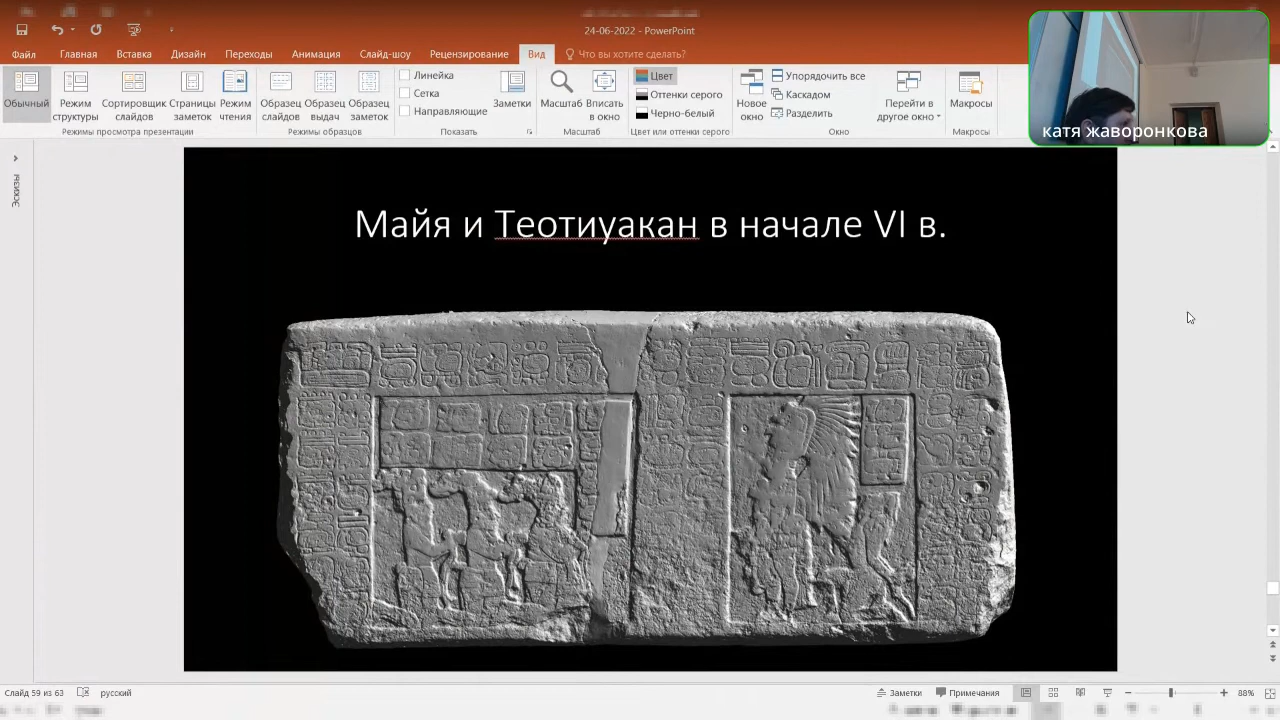 24-06-2022 - PowerPoint
Файл Главная Вставка Дизайн Переходы Анимация Слайд-шоу Рецензирование Вид Что вы хотите сделать?
Обычный
Режим структуры
Сортировщик слайдов
Страницы заметок
Режим чтения
Режимы просмотра презентации
Образец слайдов
Образец выдач
Образец заметок
Режимы образцов
Линейка
Сетка
Направляющие
Показать
Заметки
Масштаб
Вписать в окно
Масштаб
Цвет
Оттенки серого
Черно-белый
Цвет или оттенки серого
Новое окно
Упорядочить все
Каскадом
Разделить
Перейти в другое окно
Окно
Макросы
Макросы
катя жаворонкова
Эскизы
Майя и Теотиуакан в начале VI в.
Слайд 59 из 63 русский Заметки Примечания 88%